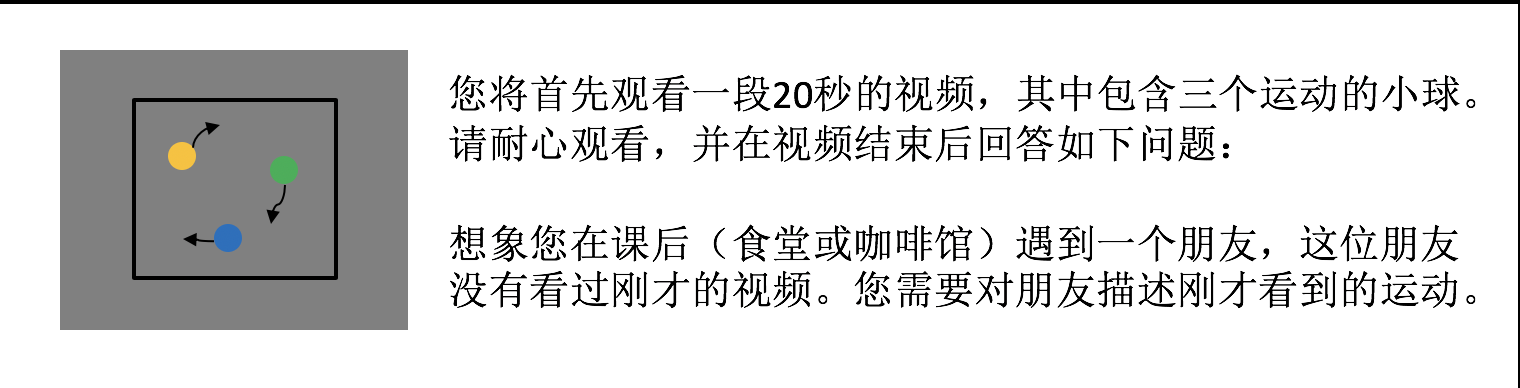 您将首先观看一段20秒的视频，其中包含三个运动的小球。
请耐心观看，并在视频结束后回答如下问题：
想象您在课后（食堂或咖啡馆）遇到一个朋友，这位朋友
没有看过刚才的视频。您需要对朋友描述刚才看到的运动。